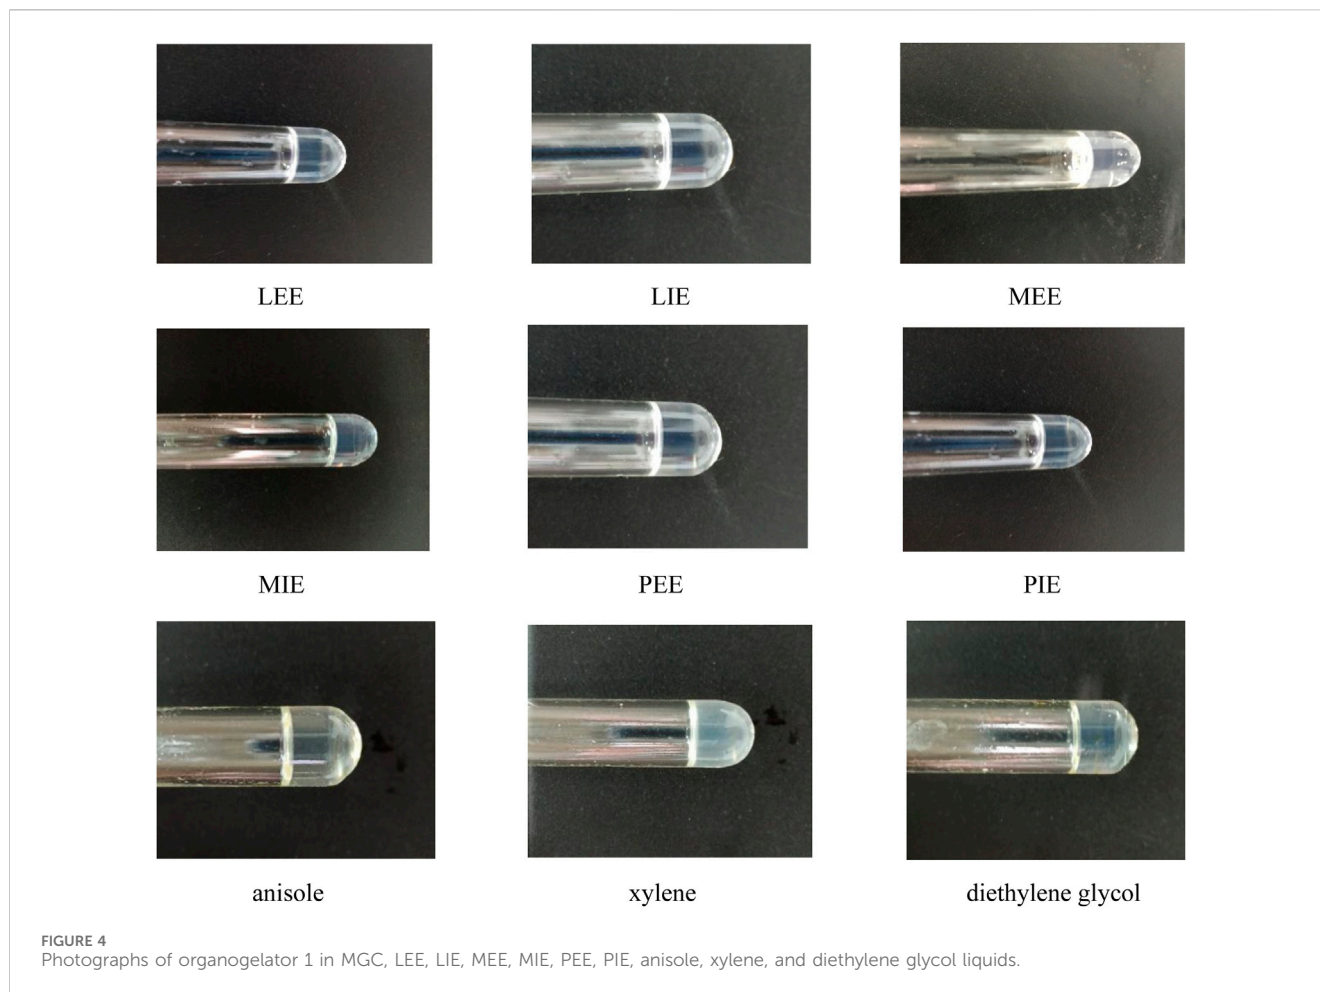 LEE
LIE
MEE
MIE
PEE
PIE
anisole
xylene
diethylene glycol
FIGURE 4
Photographs of organogelator 1 in MGC, LEE, LIE, MEE, MIE, PEE, PIE, anisole, xylene, and diethylene glycol liquids.